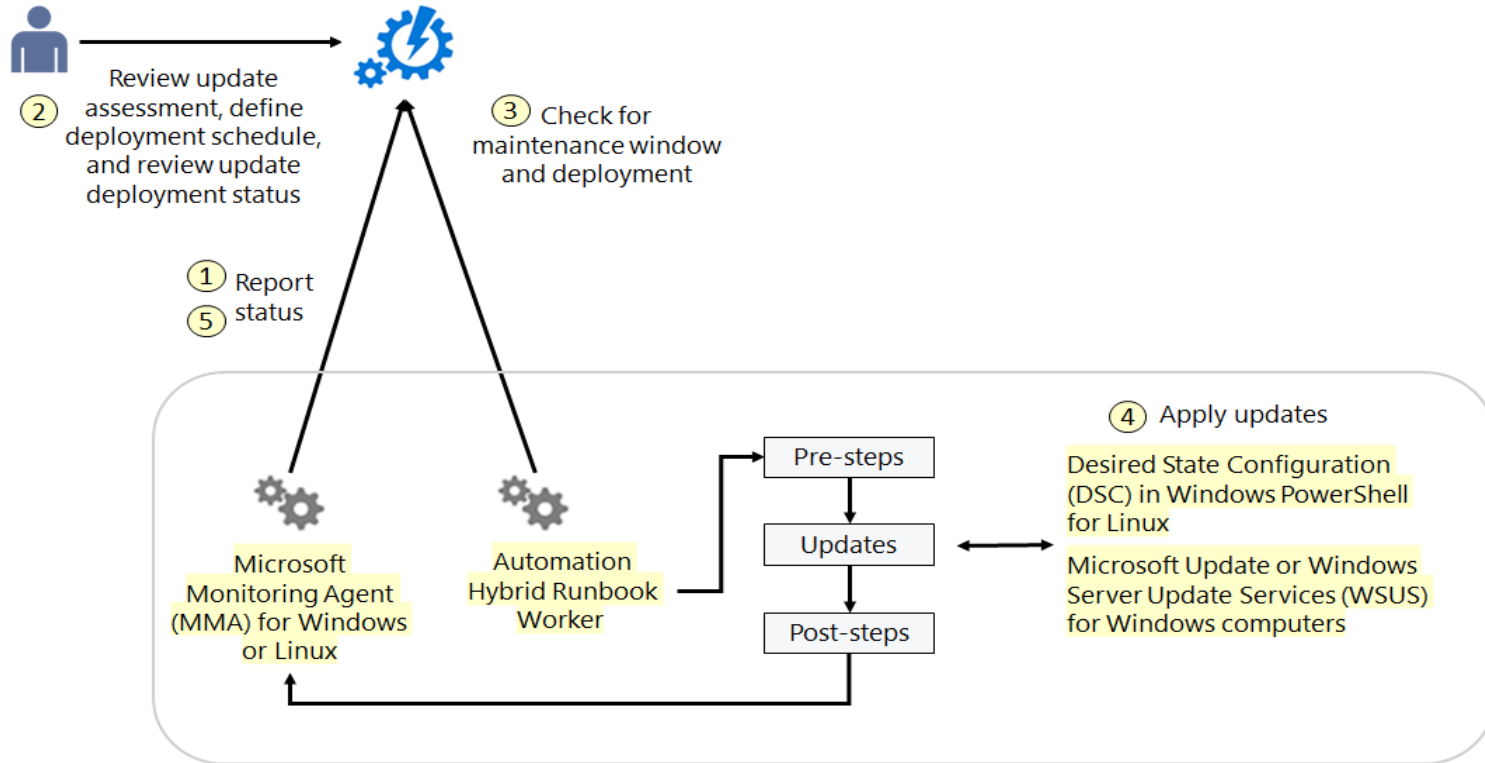 2
Review update
assessment, define
deployment schedule,
and review update
deployment status
3 Check for
maintenance window
and deployment
1 Report
5 status
4 Apply updates
Desired State Configuration
(DSC) in Windows PowerShell
for Linux
Microsoft Update or Windows
Server Update Services (WSUS)
for Windows computers
Pre-steps
Updates
Post-steps
Microsoft
Monitoring Agent
(MMA) for Windows
or Linux
Automation
Hybrid Runbook
Worker